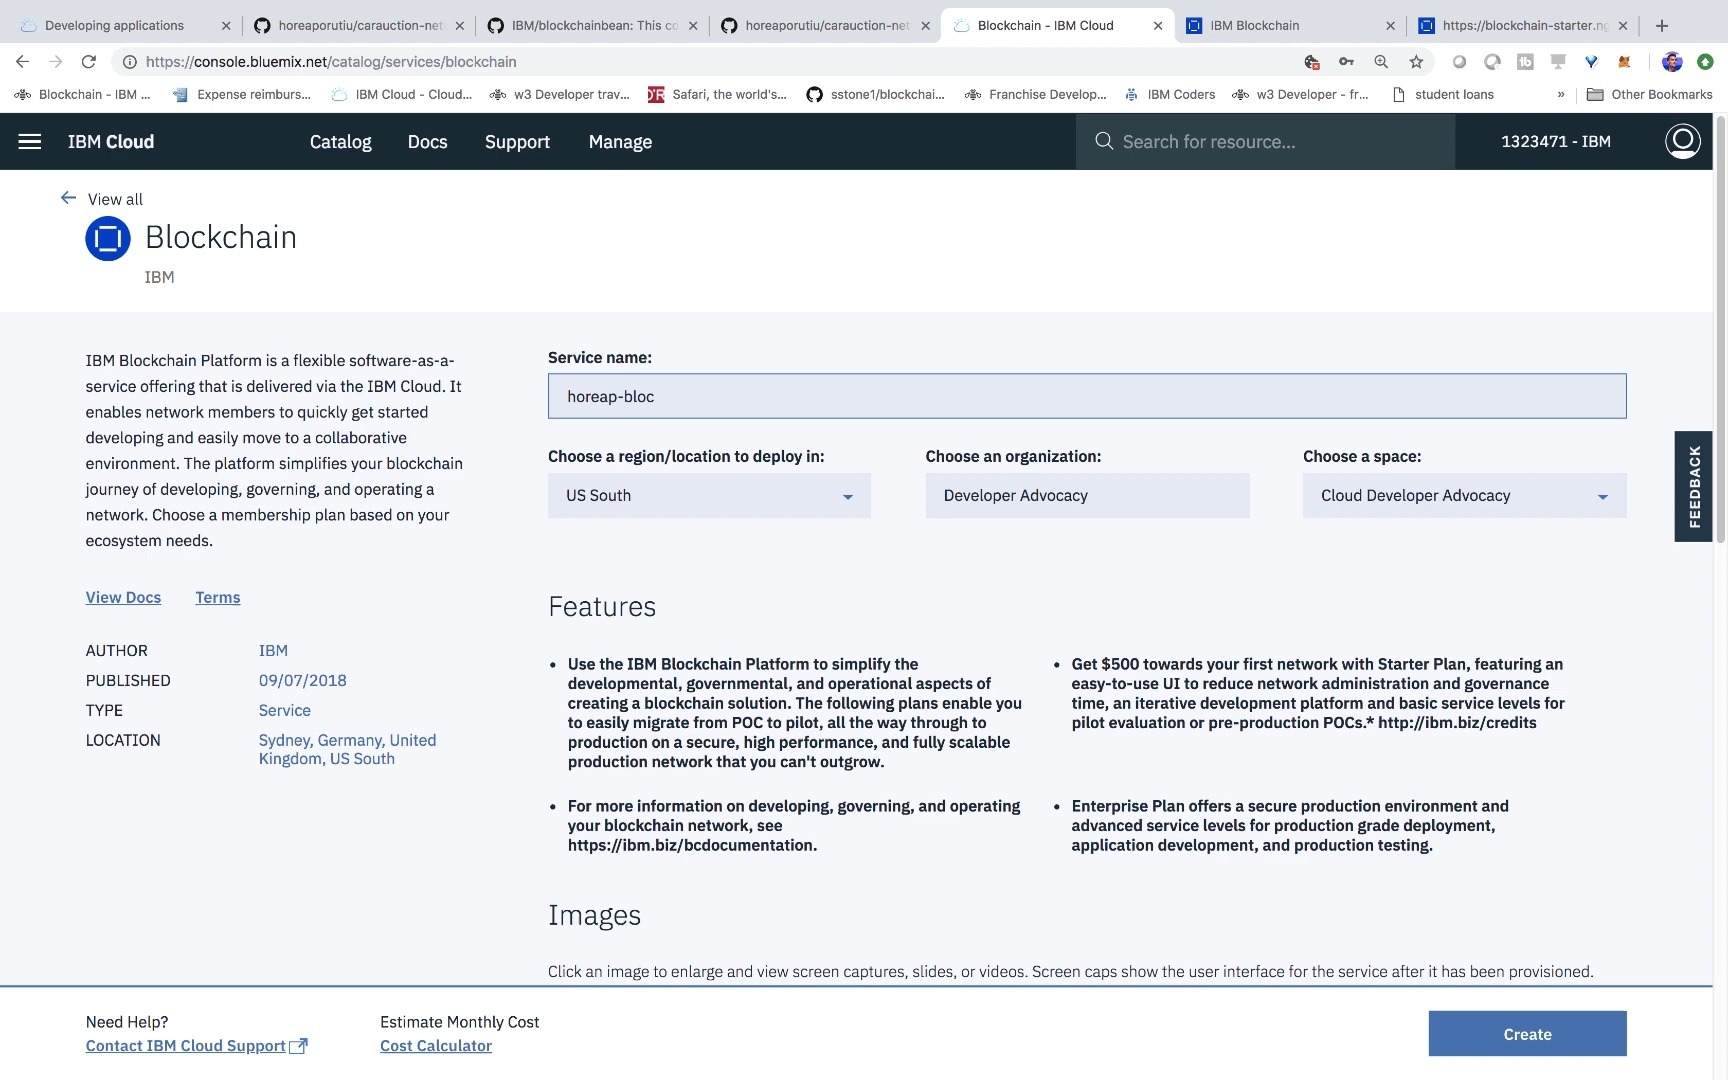 Developing applications
horeaporutiu/carauction-netw
IBM/blockchainbean: This co
horeaporutiu/carauction-net
Blockchain - IBM Cloud
IBM Blockchain
https://blockchain-starter.ng
https://console.bluemix.net/catalog/services/blockchain
Blockchain - IBM ...
Expense reimburs...
IBM Cloud - Cloud...
w3 Developer trav...
Safari, the world's...
sstone1/blockchai...
Franchise Develop...
IBM Coders
w3 Developer - fr...
student loans
»
Other Bookmarks
IBM Cloud
Catalog
Docs
Support
Manage
Search for resource...
1323471 - IBM
View all
Blockchain
IBM
IBM Blockchain Platform is a flexible software-as-a-
service offering that is delivered via the IBM Cloud. It
enables network members to quickly get started
developing and easily move to a collaborative
environment. The platform simplifies your blockchain
journey of developing, governing, and operating a
network. Choose a membership plan based on your
ecosystem needs.
View Docs
Terms
AUTHOR IBM
PUBLISHED 09/07/2018
TYPE Service
LOCATION Sydney, Germany, United
Kingdom, US South
Service name:
horeap-bloc
Choose a region/location to deploy in:
US South
Choose an organization:
Developer Advocacy
Choose a space:
Cloud Developer Advocacy
FEEDBACK
Features
• Use the IBM Blockchain Platform to simplify the
developmental, governmental, and operational aspects of
creating a blockchain solution. The following plans enable you
to easily migrate from POC to pilot, all the way through to
production on a secure, high performance, and fully scalable
production network that you can't outgrow.
• Get $500 towards your first network with Starter Plan, featuring an
easy-to-use UI to reduce network administration and governance
time, an iterative development platform and basic service levels for
pilot evaluation or pre-production POCs.* http://ibm.biz/credits
• For more information on developing, governing, and operating
your blockchain network, see
https://ibm.biz/bcdocumentation.
• Enterprise Plan offers a secure production environment and
advanced service levels for production grade deployment,
application development, and production testing.
Images
Click an image to enlarge and view screen captures, slides, or videos. Screen caps show the user interface for the service after it has been provisioned.
Need Help?
Contact IBM Cloud Support
Estimate Monthly Cost
Cost Calculator
Create